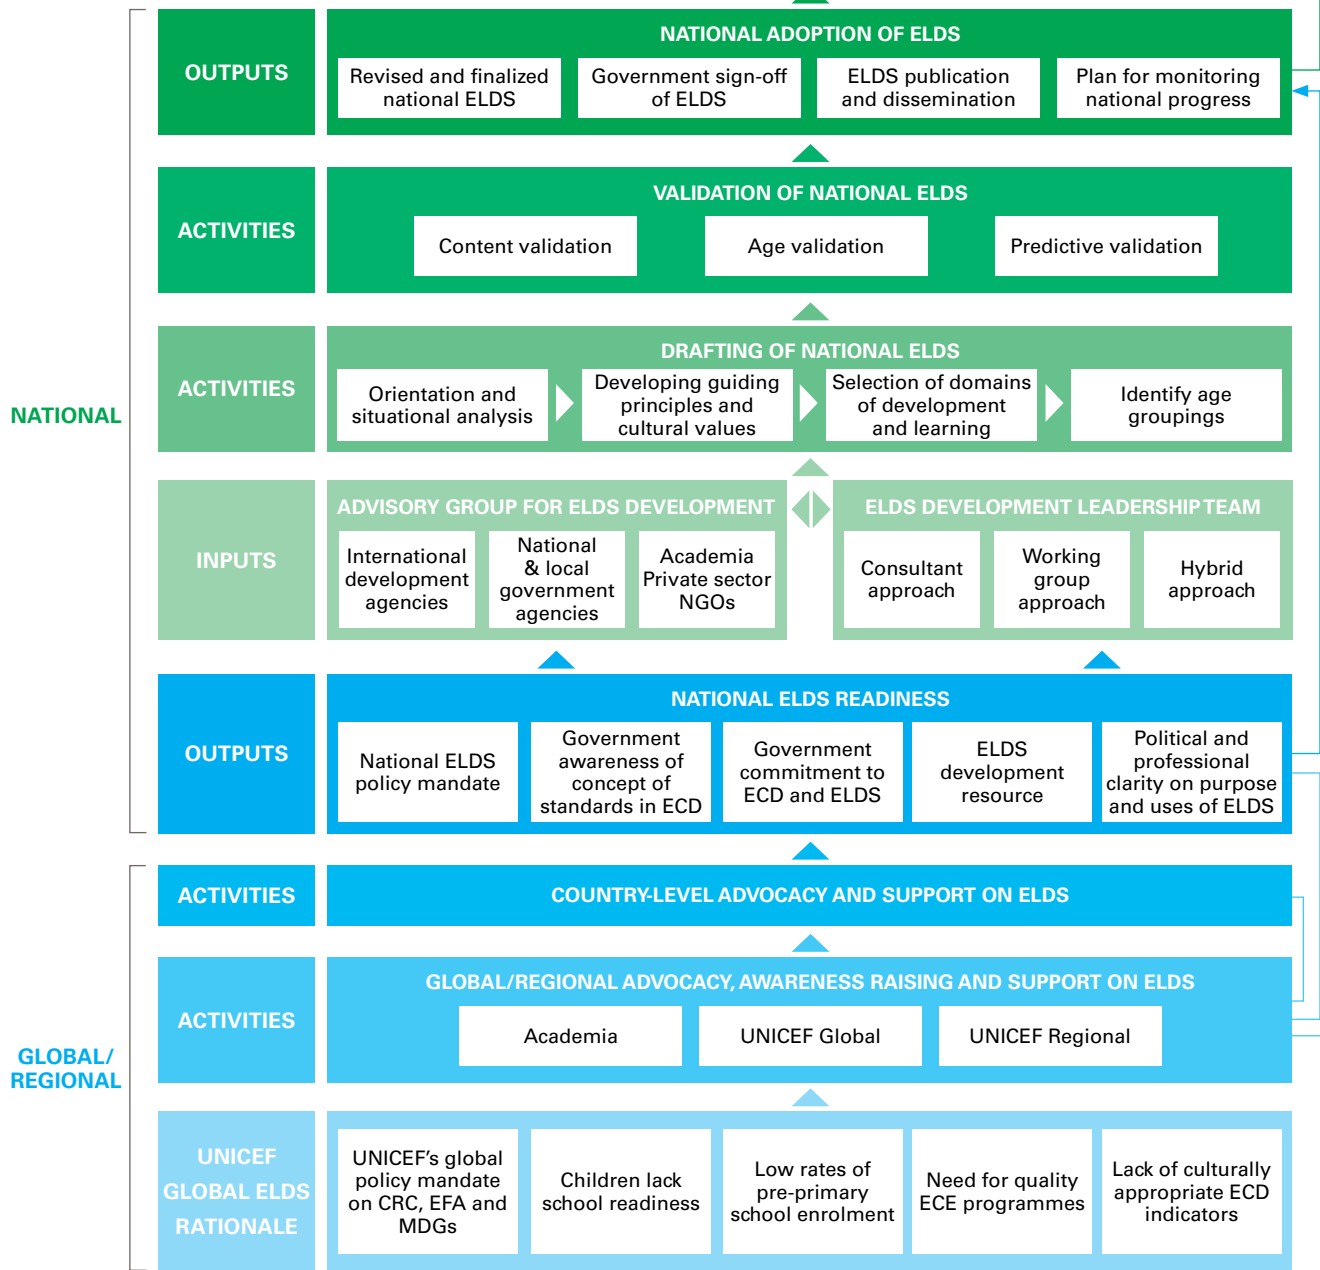 NATIONAL
OUTPUTS
NATIONAL ADOPTION OF ELDS
Revised and finalized
national ELDS
Government sign-off
of ELDS
ELDS publication
and dissemination
Plan for monitoring
national progress
ACTIVITIES
VALIDATION OF NATIONAL ELDS
Content validation
Age validation
Predictive validation
ACTIVITIES
DRAFTING OF NATIONAL ELDS
Orientation and
situational analysis
Developing guiding
principles and
cultural values
Selection of domains
of development
and learning
Identify age
groupings
INPUTS
ADVISORY GROUP FOR ELDS DEVELOPMENT
International
development
agencies
National
& local
government
agencies
Academia
Private sector
NGOs
ELDS DEVELOPMENT LEADERSHIP TEAM
Consultant
approach
Working
group
approach
Hybrid
approach
OUTPUTS
NATIONAL ELDS READINESS
National ELDS
policy mandate
Government
awareness of
concept of
standards in ECD
Government
commitment to
ECD and ELDS
ELDS
development
resource
Political and
professional
clarity on purpose
and uses of ELDS
GLOBAL/
REGIONAL
ACTIVITIES
COUNTRY-LEVEL ADVOCACY AND SUPPORT ON ELDS
ACTIVITIES
GLOBAL/REGIONAL ADVOCACY, AWARENESS RAISING AND SUPPORT ON ELDS
Academia
UNICEF Global
UNICEF Regional
UNICEF
GLOBAL ELDS
RATIONALE
UNICEF's global
policy mandate
on CRC, EFA and
MDGs
Children lack
school readiness
Low rates of
pre-primary
school enrolment
Need for quality
ECE programmes
Lack of culturally
appropriate ECD
indicators